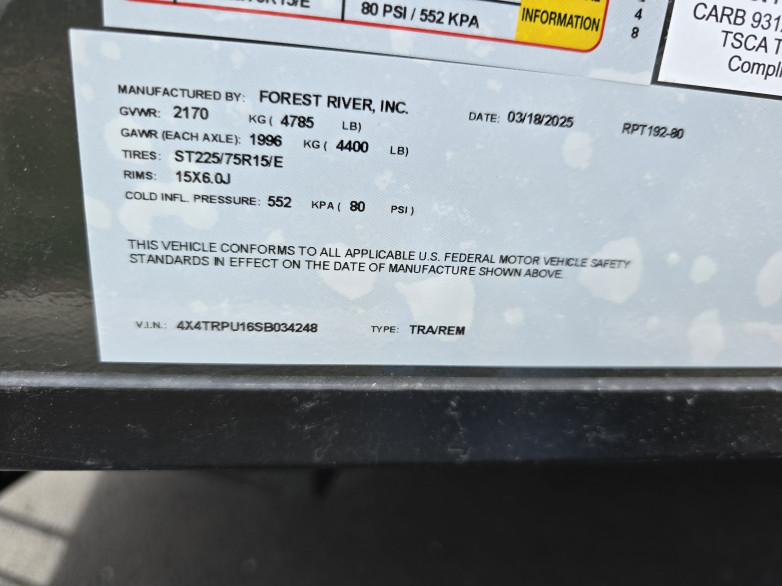 80 PSI / 552 KPA
INFORMATION
4
8
CARB 931
TSCA T
Compli
MANUFACTURED BY: FOREST RIVER, INC.
DATE: 03/18/2025
RPT192-80
GVWR: 2170 KG ( 4785 LB)
GAWR (EACH AXLE): 1996 KG ( 4400 LB)
TIRES: ST225/75R15/E
RIMS: 15X6.0J
COLD INFL. PRESSURE: 552 KPA ( 80 PSI )
THIS VEHICLE CONFORMS TO ALL APPLICABLE U.S. FEDERAL MOTOR VEHICLE SAFETY
STANDARDS IN EFFECT ON THE DATE OF MANUFACTURE SHOWN ABOVE.
V.I.N.: 4X4TRPU16SB034248 TYPE: TRA/REM